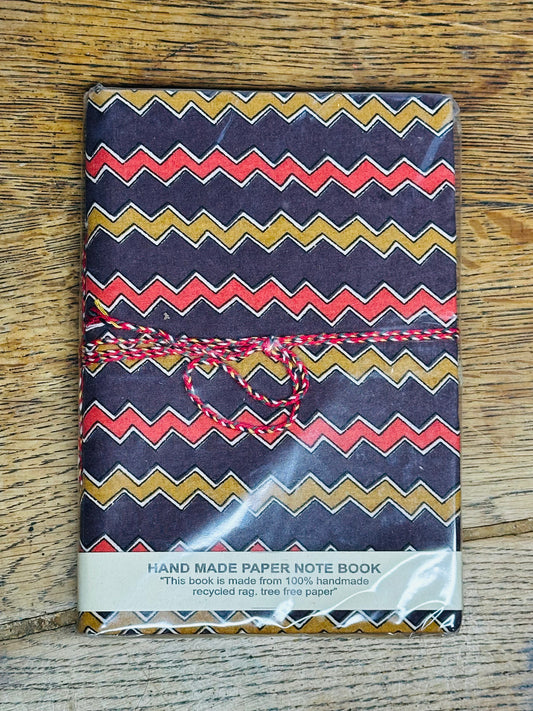 HAND MADE PAPER NOTE BOOK
"This book is made from 100% handmade
recycled rag. tree free paper"